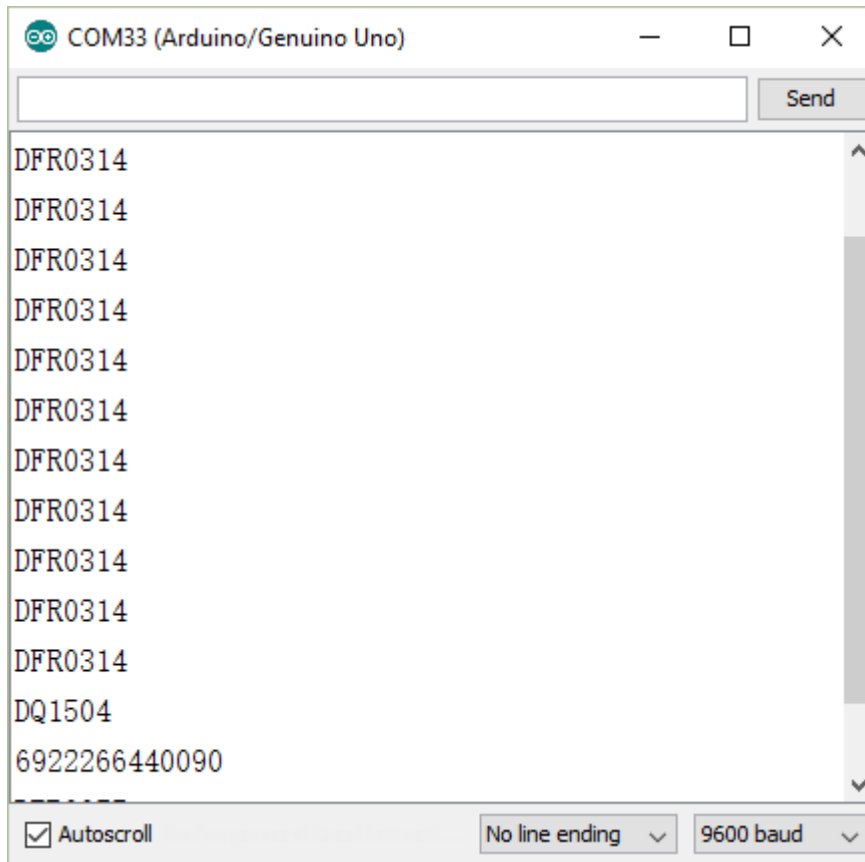 COM33 (Arduino/Genuino Uno)
Send
DFR0314
DFR0314
DFR0314
DFR0314
DFR0314
DFR0314
DFR0314
DFR0314
DFR0314
DFR0314
DFR0314
DQ1504
6922266440090
Autoscroll
No line ending
9600 baud